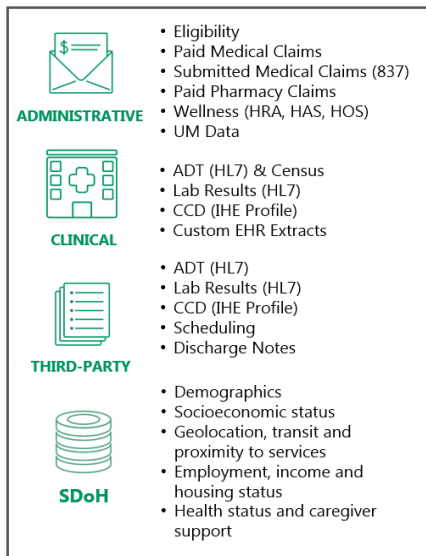 $
ADMINISTRATIVE
• Eligibility
• Paid Medical Claims
• Submitted Medical Claims (837)
• Paid Pharmacy Claims
• Wellness (HRA, HAS, HOS)
• UM Data
CLINICAL
• ADT (HL7) & Census
• Lab Results (HL7)
• CCD (IHE Profile)
• Custom EHR Extracts
THIRD-PARTY
• ADT (HL7)
• Lab Results (HL7)
• CCD (IHE Profile)
• Scheduling
• Discharge Notes
SDoH
• Demographics
• Socioeconomic status
• Geolocation, transit and
proximity to services
• Employment, income and
housing status
• Health status and caregiver
support